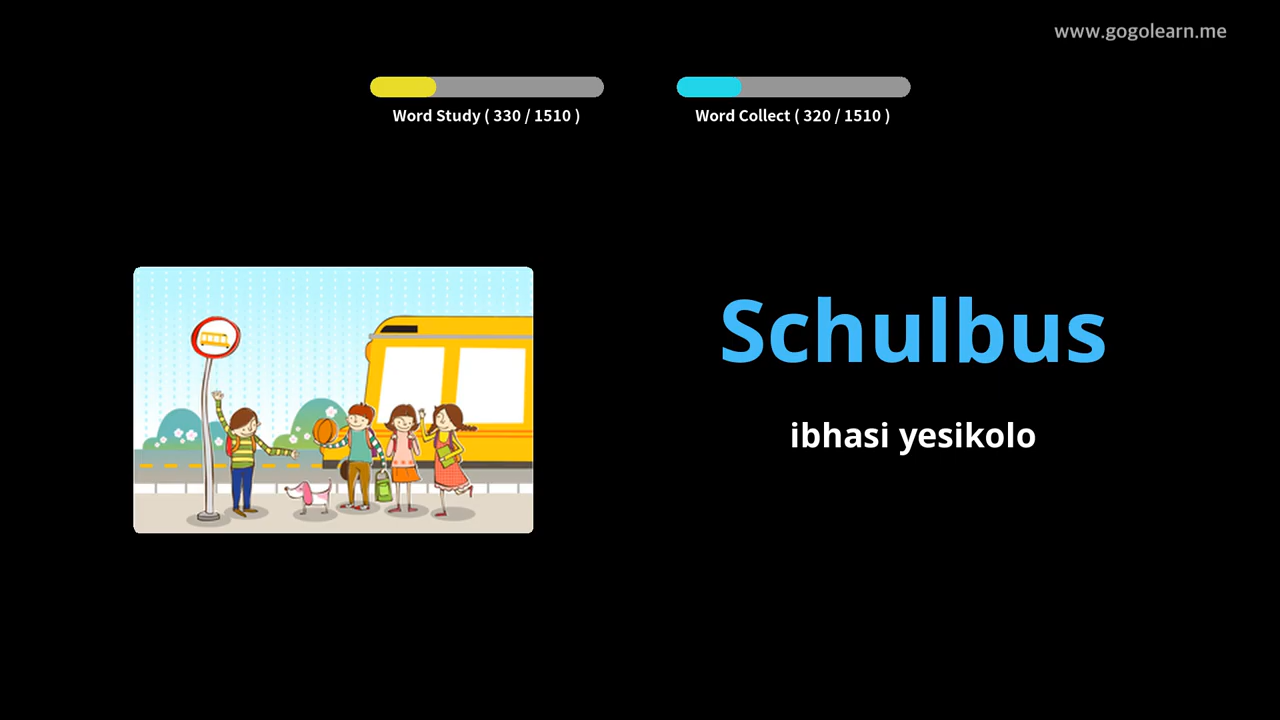 www.gogolearn.me
Word Study ( 330 / 1510 )
Word Collect ( 320 / 1510 )
Schulbus
ibhasi yesikolo